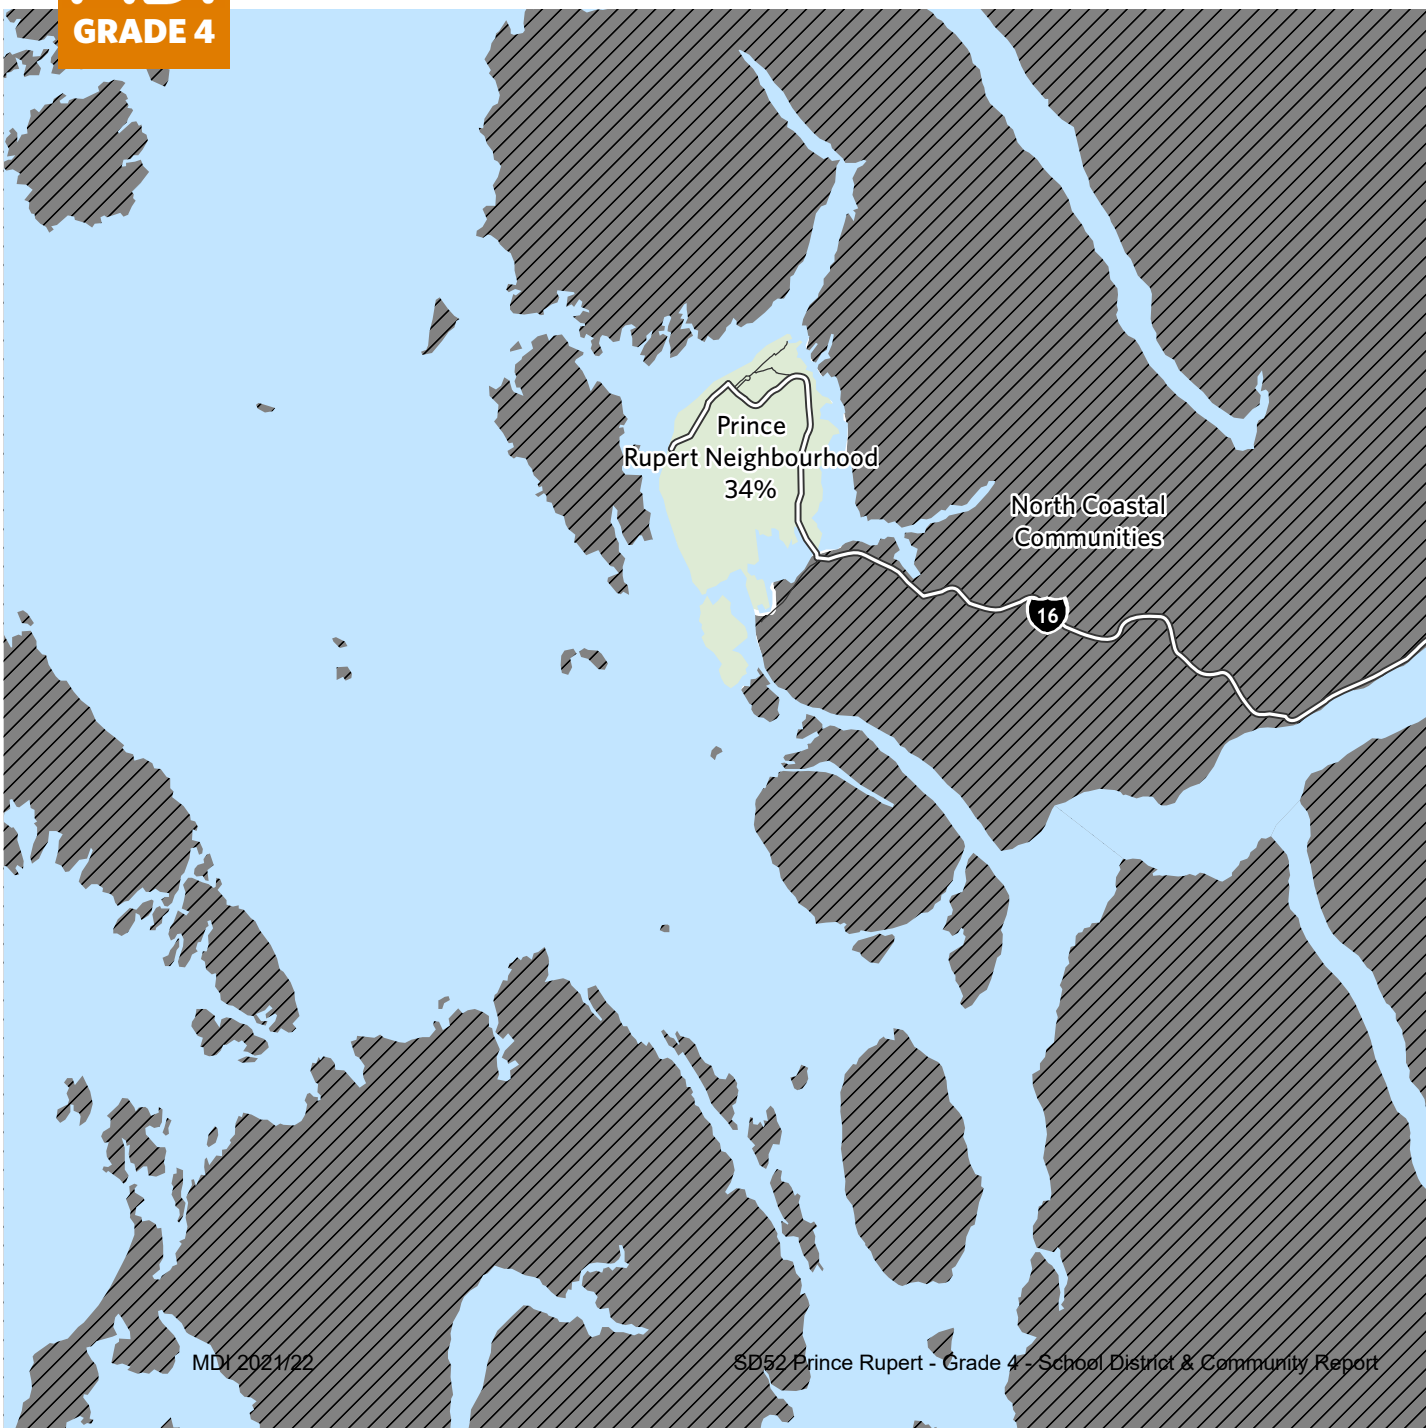 GRADE 4
Prince
Rupert Neighbourhood
34%
North Coastal
Communities
16
MDI 2021/22
SD52 Prince Rupert - Grade 4 - School District & Community Report